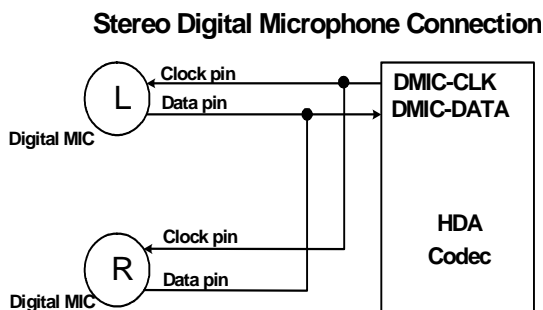 Stereo Digital Microphone Connection
Clock pin
DMIC-CLK
L
Data pin
DMIC-DATA
Digital MIC
HDA
Codec
Clock pin
R
Data pin
Digital MIC